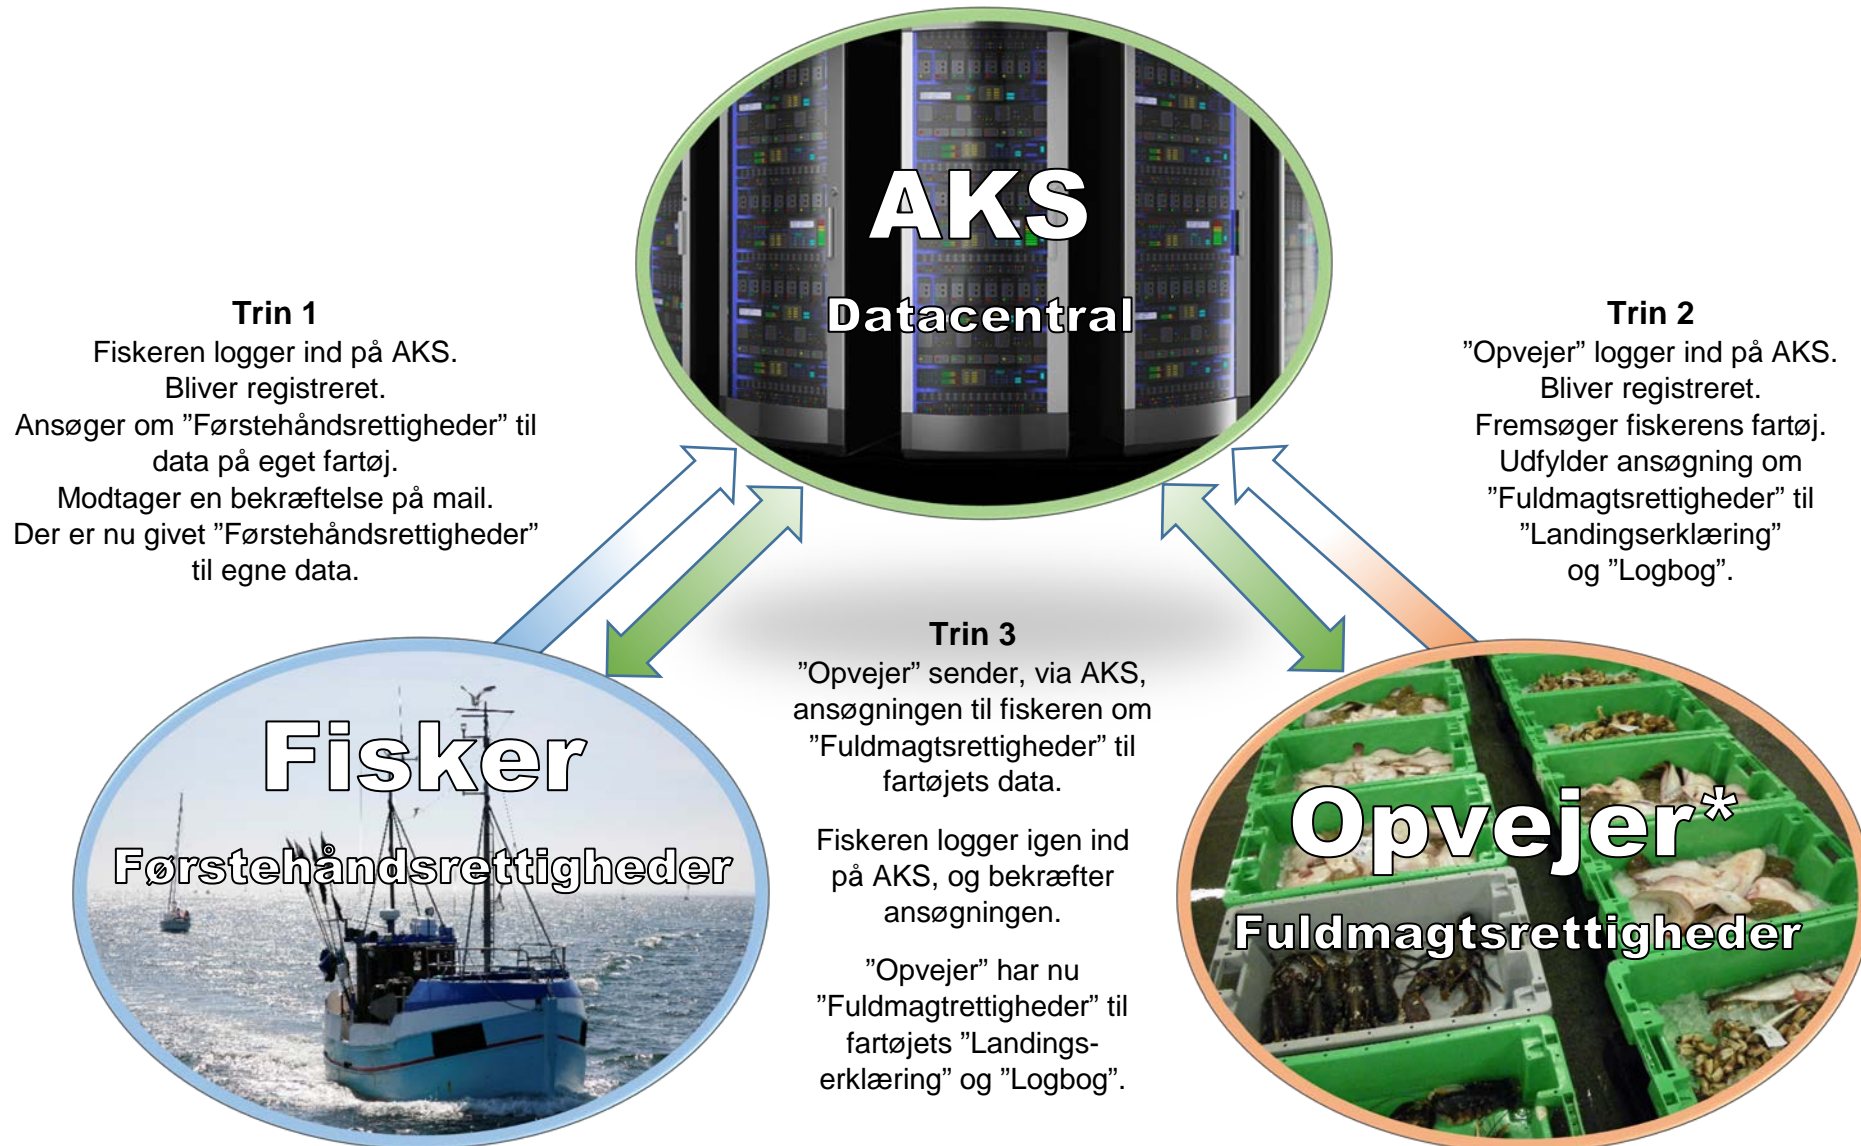 AKS
Datacentral
Trin 1
Fiskeren logger ind på AKS.
Bliver registreret.
Ansøger om ”Førstehåndsrettigheder” til
data på eget fartøj.
Modtager en bekræftelse på mail.
Der er nu givet ”Førstehåndsrettigheder”
til egne data.
Trin 2
”Opvejer” logger ind på AKS.
Bliver registreret.
Fremsøger fiskerens fartøj.
Udfylder ansøgning om
”Fuldmagtsrettigheder” til
”Landingserklæring”
og ”Logbog”.
Trin 3
”Opvejer” sender, via AKS,
ansøgningen til fiskeren om
”Fuldmagtsrettigheder” til
fartøjets data.
Fiskeren logger igen ind
på AKS, og bekræfter
ansøgningen.
”Opvejer” har nu
”Fuldmagtrettigheder” til
fartøjets ”Landings-
erklæring” og ”Logbog”.
Fisker
Førstehåndsrettigheder
Opvejer*
Fuldmagtsrettigheder